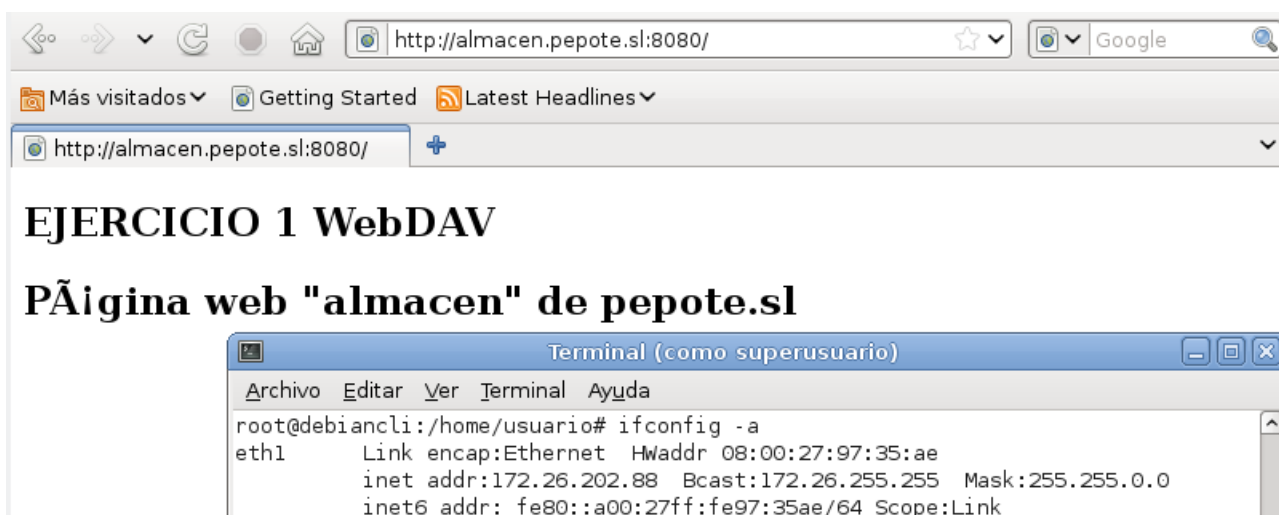 http://almacen.pepote.sl:8080/ Google
Más visitados Getting Started Latest Headlines
http://almacen.pepote.sl:8080/
EJERCICIO 1 WebDAV
PÃ¡gina web "almacen" de pepote.sl
Terminal (como superusuario)
Archivo Editar Ver Terminal Ayuda
root@debiancli:/home/usuario# ifconfig -a
eth1 Link encap:Ethernet HWaddr 08:00:27:97:35:ae
inet addr:172.26.202.88 Bcast:172.26.255.255 Mask:255.255.0.0
inet6 addr: fe80::a00:27ff:fe97:35ae/64 Scope:Link